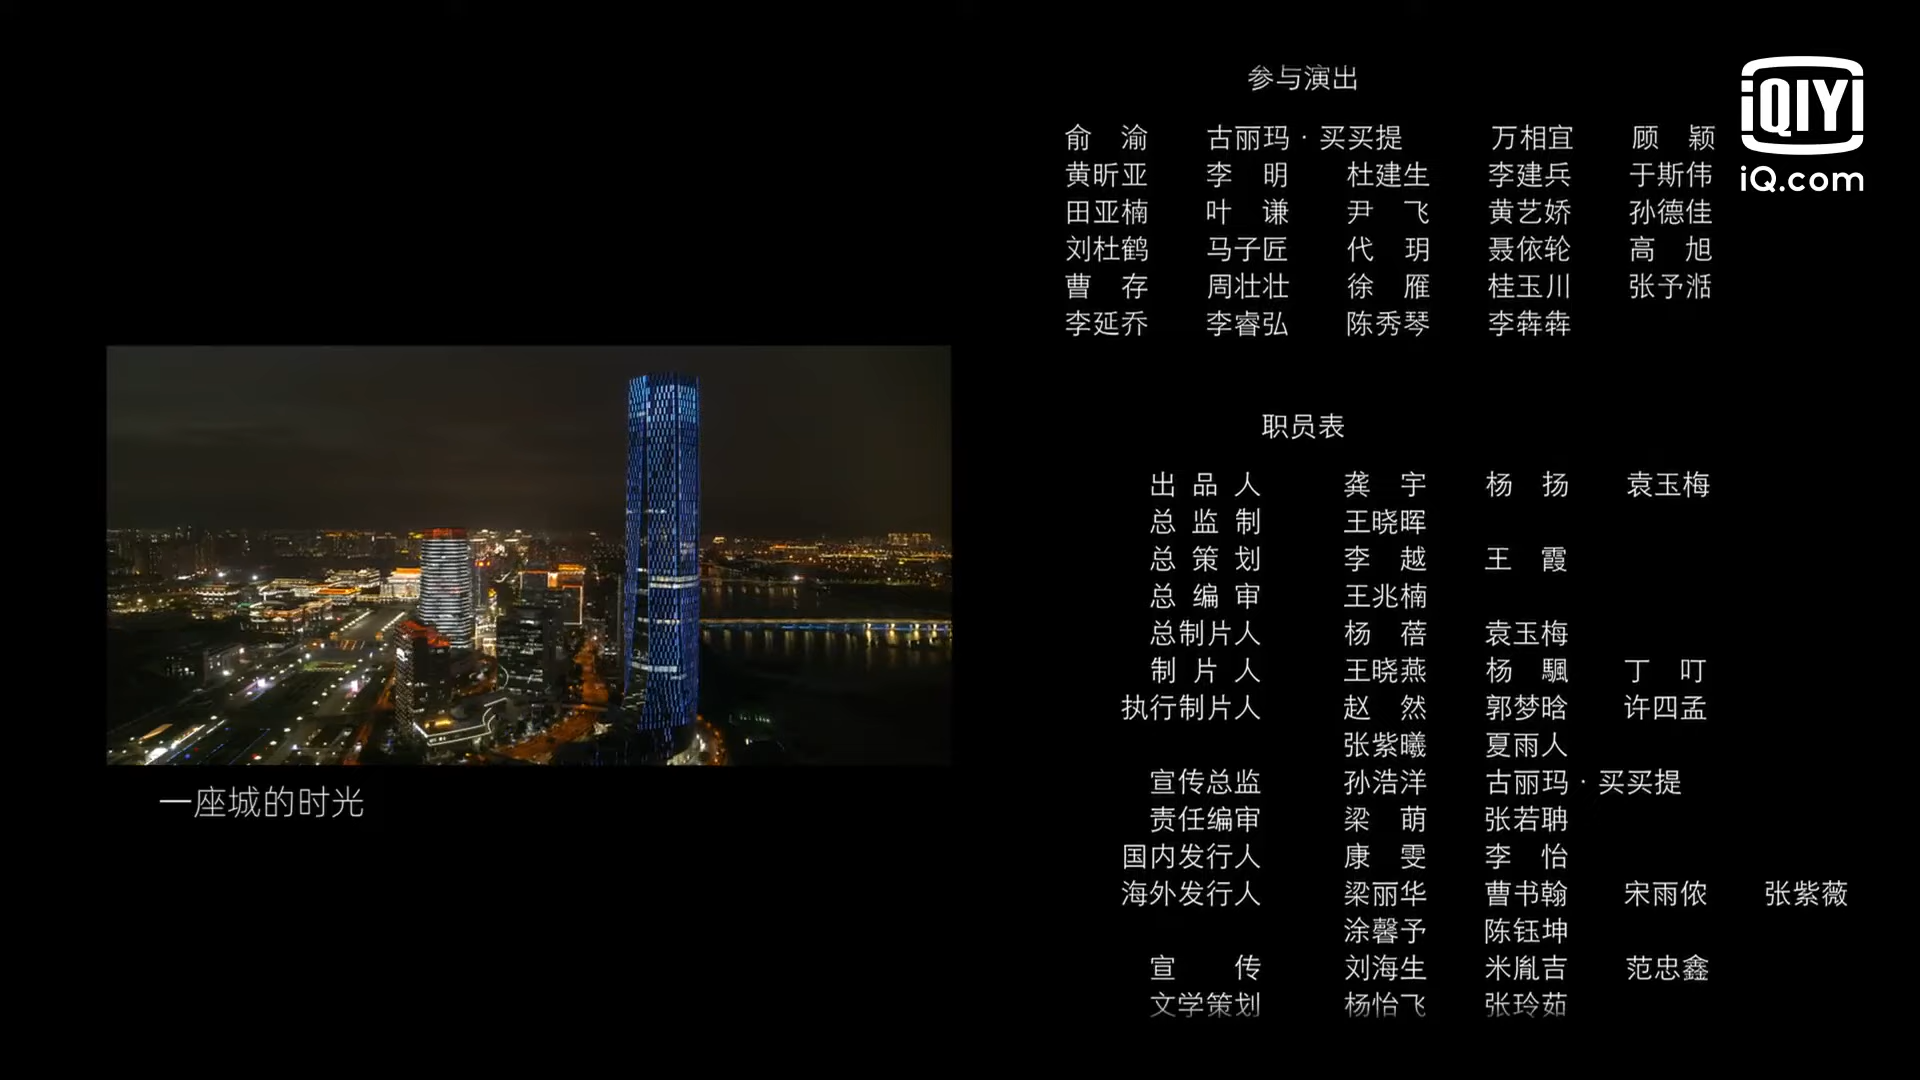 参与演出
俞渝 古丽玛·买买提 万相宜 顾颖
黄昕亚 李明 杜建生 李建兵 于斯伟
田亚楠 叶谦 尹飞 黄艺娇 孙德佳
刘杜鹤 马子匠 代玥 聂依轮 高旭
曹存 周壮壮 徐雁 桂玉川 张予湉
李延乔 李睿弘 陈秀琴 李犇犇
iQIYI
iQ.com
职员表
出品人 龚宇 杨扬 袁玉梅
总监制 王晓晖
总策划 李越 王霞
总编审 王兆楠
总制片人 杨蓓 袁玉梅
制片人 王晓燕 杨颿 丁叮
执行制片人 赵然 郭梦晗 许四孟
张紫曦 夏雨人
宣传总监 孙浩洋 古丽玛·买买提
责任编审 梁萌 张若聃
国内发行人 康雯 李怡
海外发行人 梁丽华 曹书翰 宋雨侬 张紫薇
涂馨予 陈钰坤
宣传 刘海生 米胤吉 范忠鑫
文学策划 杨怡飞 张玲茹
一座城的时光